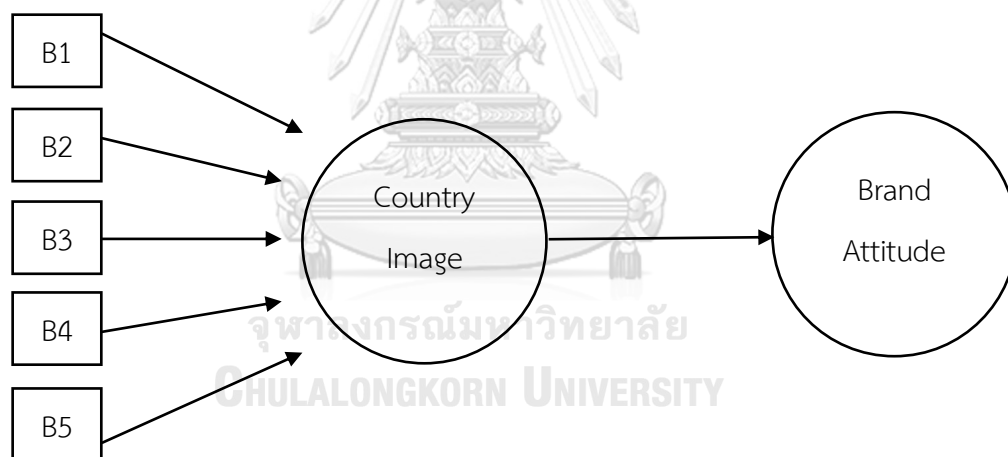 B1
B2
B3
B4
B5
Country
Image
Brand
Attitude
จุฬาลงกรณ์มหาวิทยาลัย
CHULALONGKORN UNIVERSITY